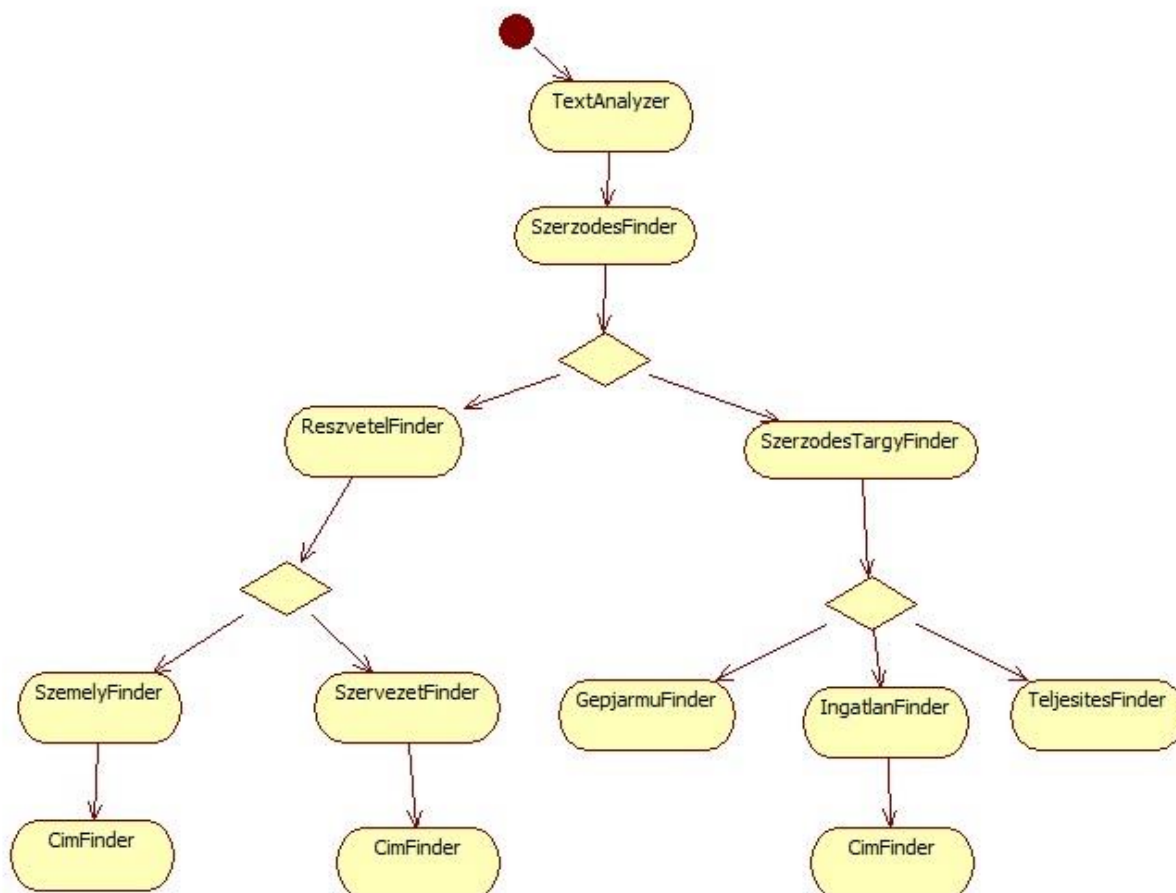 TextAnalyzer
SzerzodesFinder
ReszvetelFinder
SzerzodesTargyFinder
SzemelyFinder
SzervezetFinder
GepjarmuFinder
IngatlanFinder
TeljesitesFinder
CimFinder
CimFinder
CimFinder